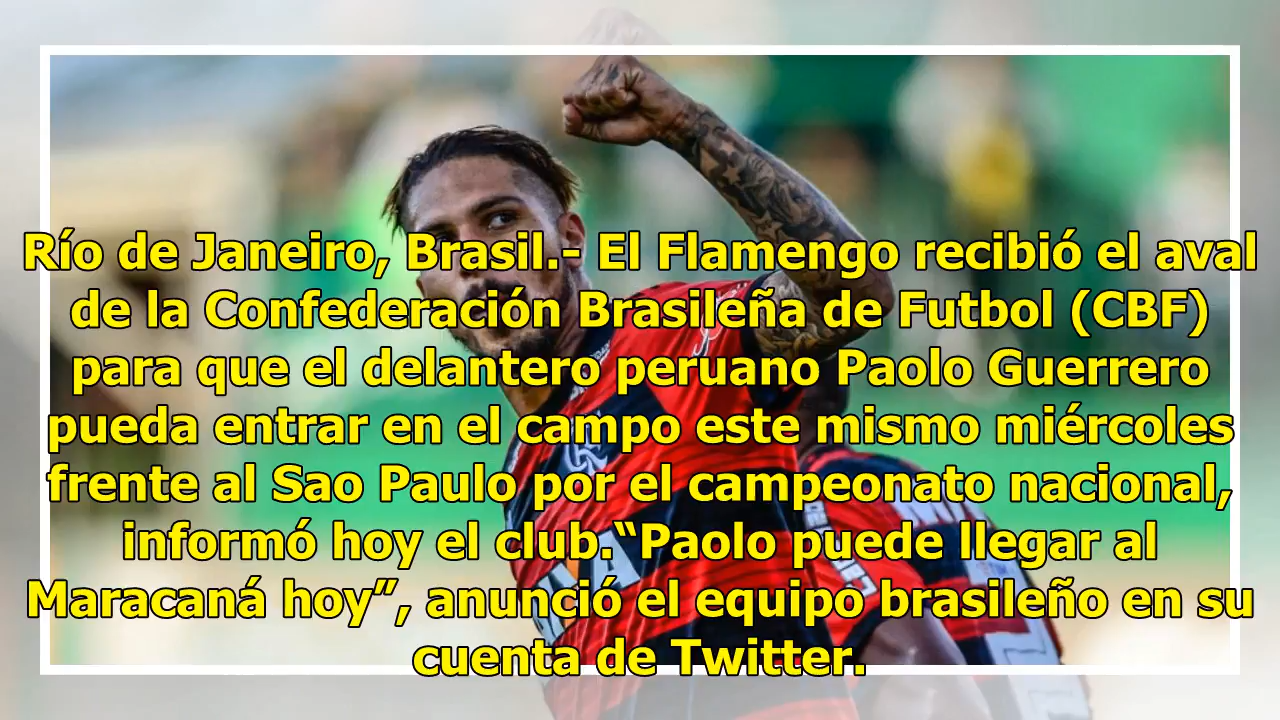 Río de Janeiro, Brasil.- El Flamengo recibió el aval
de la Confederación Brasileña de Futbol (CBF)
para que el delantero peruano Paolo Guerrero
pueda entrar en el campo este mismo miércoles
frente al Sao Paulo por el campeonato nacional,
informó hoy el club.“Paolo puede llegar al
Maracaná hoy”, anunció el equipo brasileño en su
cuenta de Twitter.